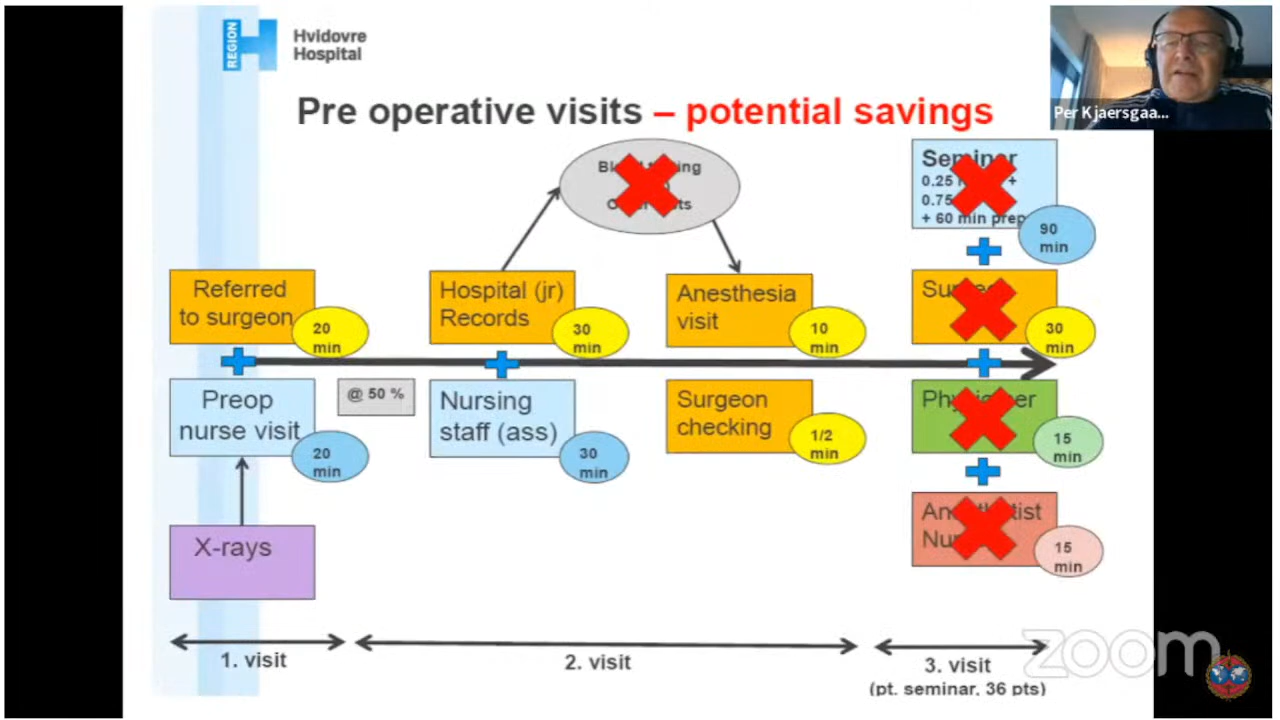 REGION
Hvidovre
Hospital
Per Kjaersgaa...
Pre operative visits – potential savings
Seminar
0.25
+
+ 60 min prep
90
min
Referred
to surgeon
20
min
Hospital (jr)
Records
30
min
Anesthesia
visit
10
min
30
min
Preop
nurse visit
20
min
@ 50 %
Nursing
staff (ass)
30
min
Surgeon
checking
1/2
min
15
min
15
min
X-rays
1. visit
2. visit
3. visit
(pt. seminar, 36 pts)
zoom